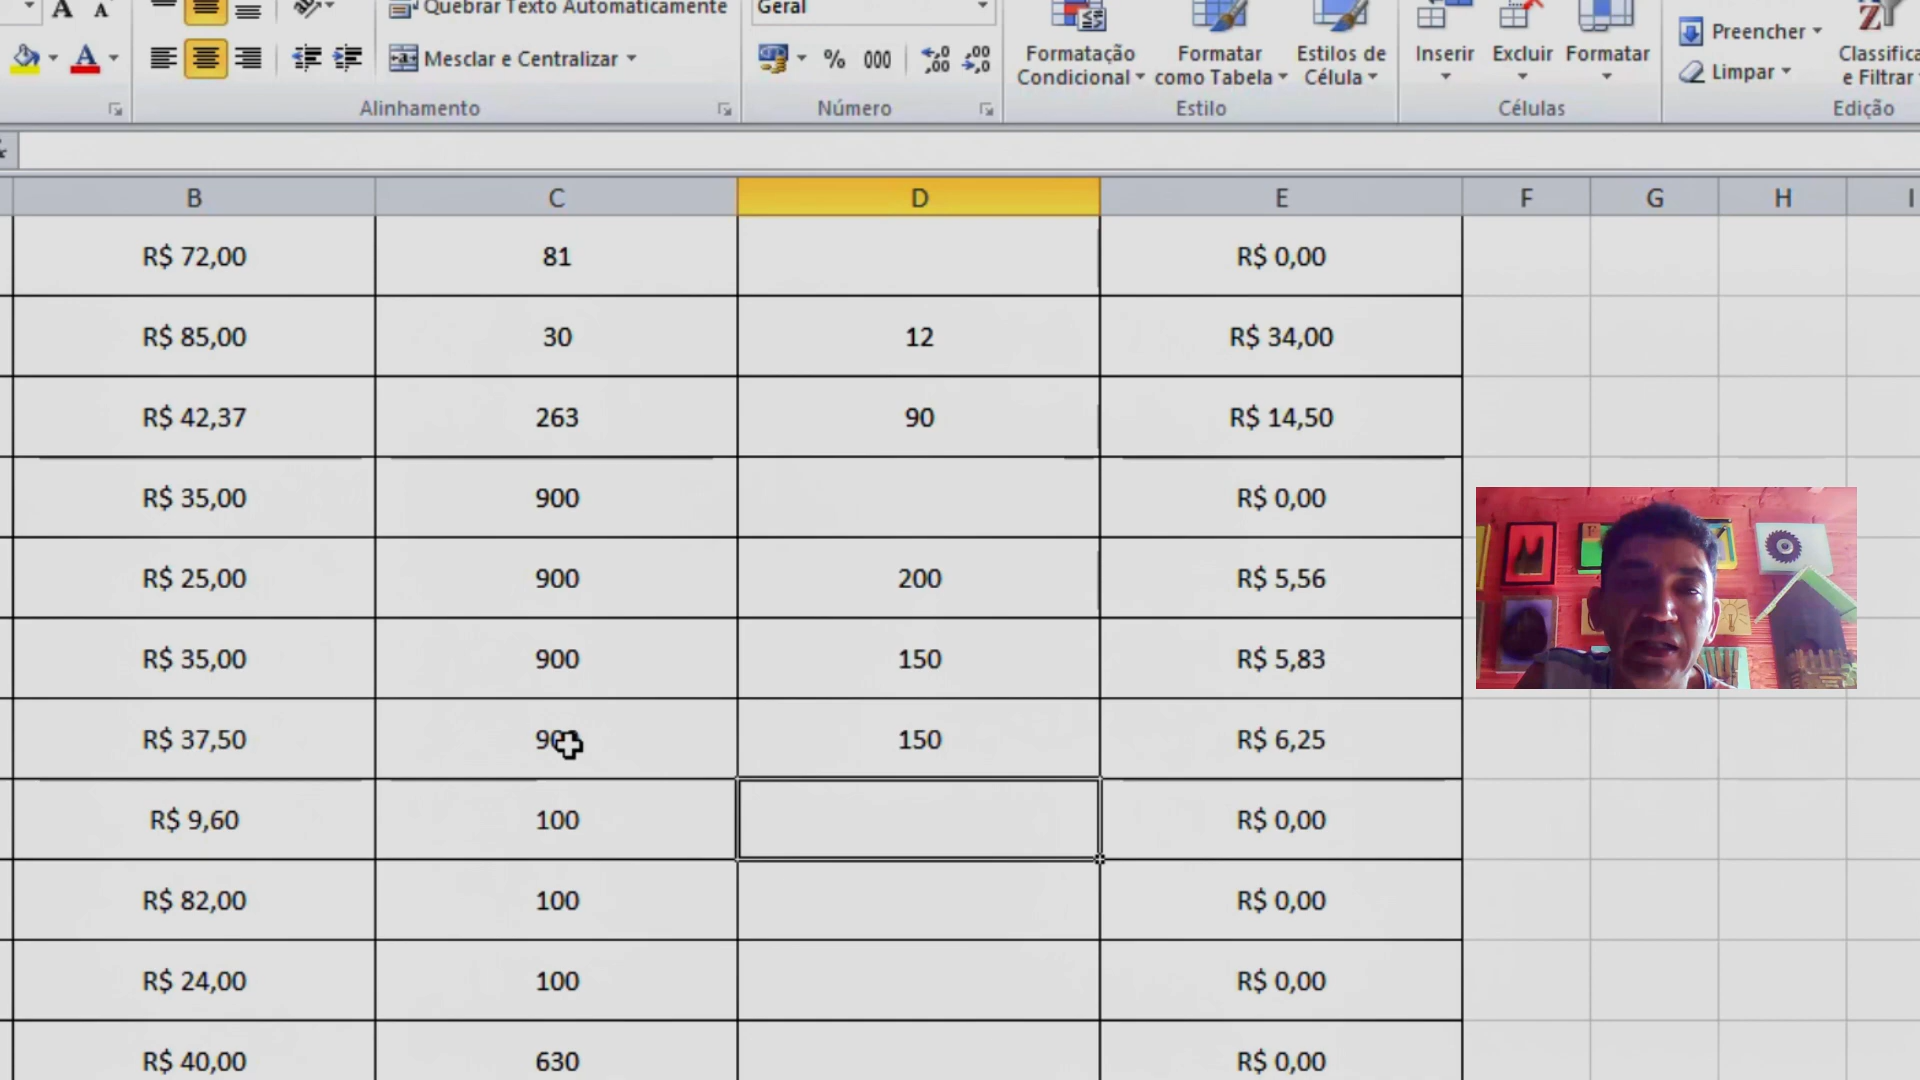 Quebrar Texto Automaticamente
Geral
Mesclar e Centralizar
% 000
Formatação Condicional
Formatar como Tabela
Estilos de Célula
Inserir
Excluir
Formatar
Preencher
Limpar
e Filtrar
Alinhamento
Número
Estilo
Células
Edição
B C D E F G H I
R$ 72,00 81 R$ 0,00
R$ 85,00 30 12 R$ 34,00
R$ 42,37 263 90 R$ 14,50
R$ 35,00 900 R$ 0,00
R$ 25,00 900 200 R$ 5,56
R$ 35,00 900 150 R$ 5,83
R$ 37,50 150 R$ 6,25
R$ 9,60 100 R$ 0,00
R$ 82,00 100 R$ 0,00
R$ 24,00 100 R$ 0,00
R$ 40,00 630 R$ 0,00